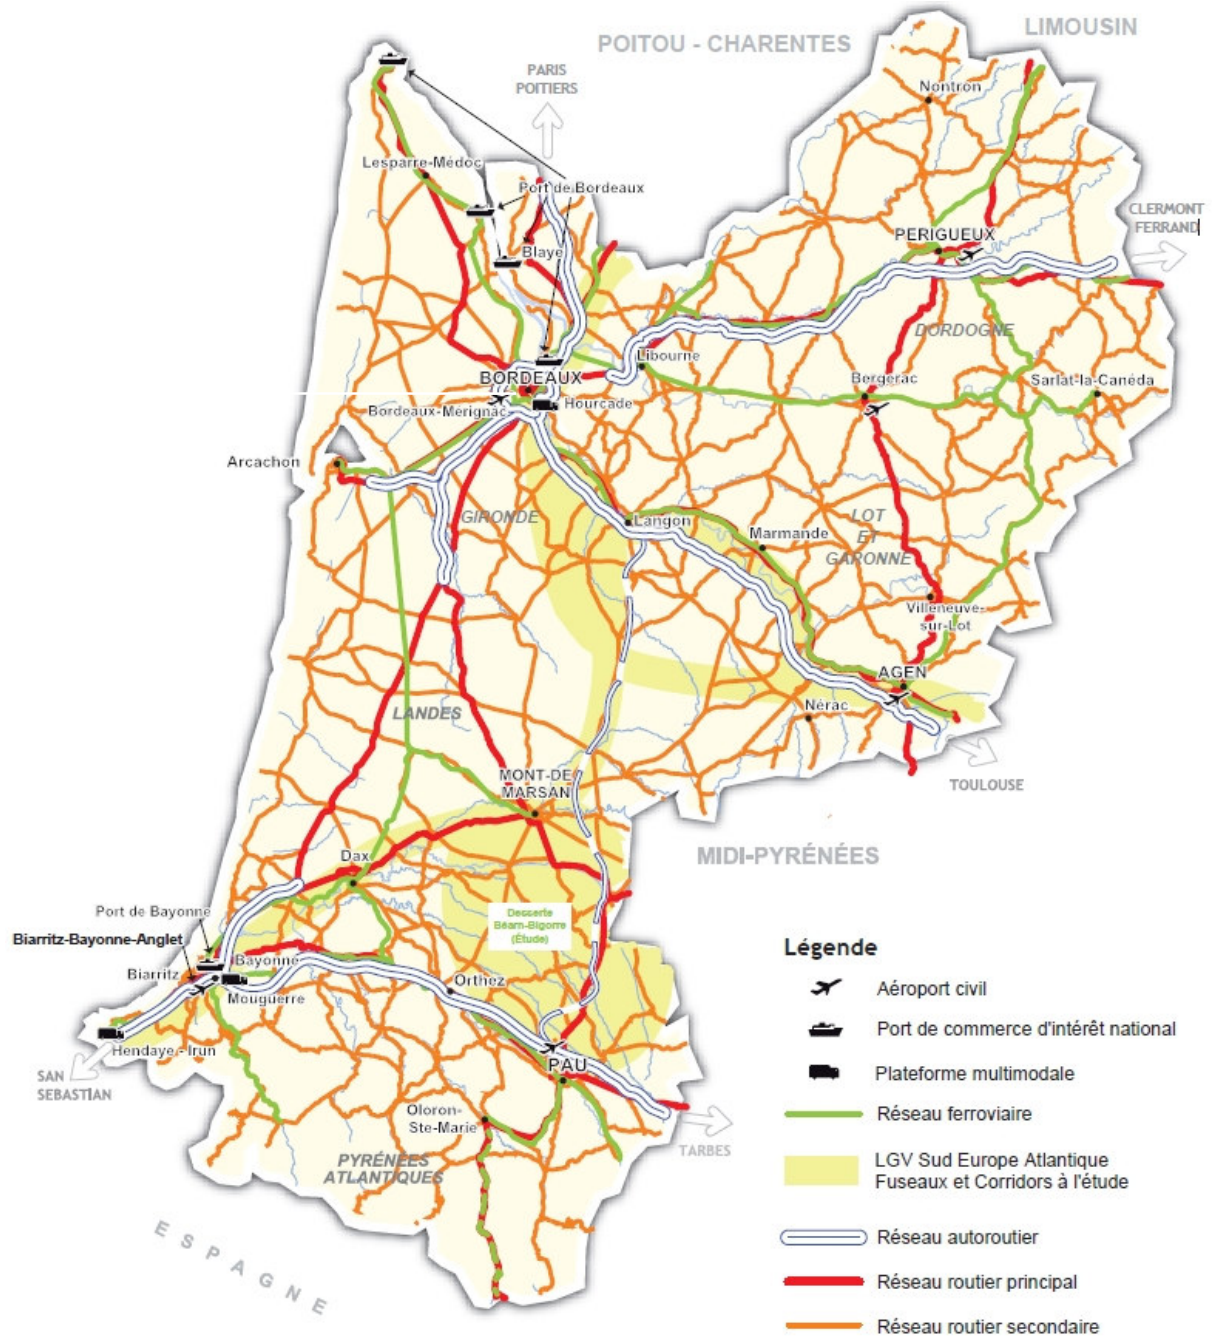 LIMOUSIN
POITOU - CHARENTES
PARIS
POITIERS
Nontron
Lesparre-Médoc
Port de Bordeaux
CLERMONT
FERRAND
PERIGUEUX
Blaye
DORDOGNE
Libourne
BORDEAUX
Bergerac
Sarlat-la-Canéda
Bordeaux-Mérignac
Hourcade
Arcachon
GIRONDE
Langon
Marmande
LOT
ET
GARONNE
Villeneuve-
sur-Lot
AGEN
Nérac
LANDES
TOULOUSE
MONT-DE
MARSAN
MIDI-PYRÉNÉES
Dax
Port de Bayonne
Desserte
Béarn-Bigorre
(Étude)
Biarritz-Bayonne-Anglet
Bayonne
Biarritz
Mouguerre
Orthez
Hendaye - Irun
SAN
SEBASTIAN
PAU
Oloron-
Ste-Marie
TARBES
PYRÉNÉES
ATLANTIQUES
ESPAGNE
Légende
Aéroport civil
Port de commerce d'intérêt national
Plateforme multimodale
Réseau ferroviaire
LGV Sud Europe Atlantique
Fuseaux et Corridors à l'étude
Réseau autoroutier
Réseau routier principal
Réseau routier secondaire